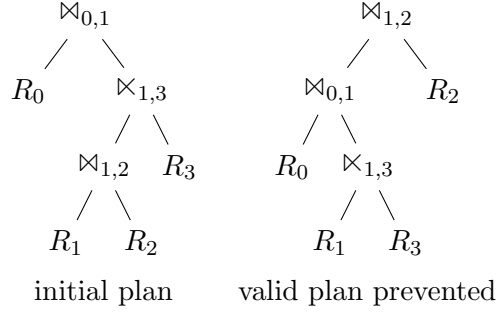 ⋈0,1 ⋈1,2
R0 ⋉1,3 ⋈0,1 R2
⋈1,2 R3 R0 ⋉1,3
R1 R2 R1 R3
initial plan valid plan prevented